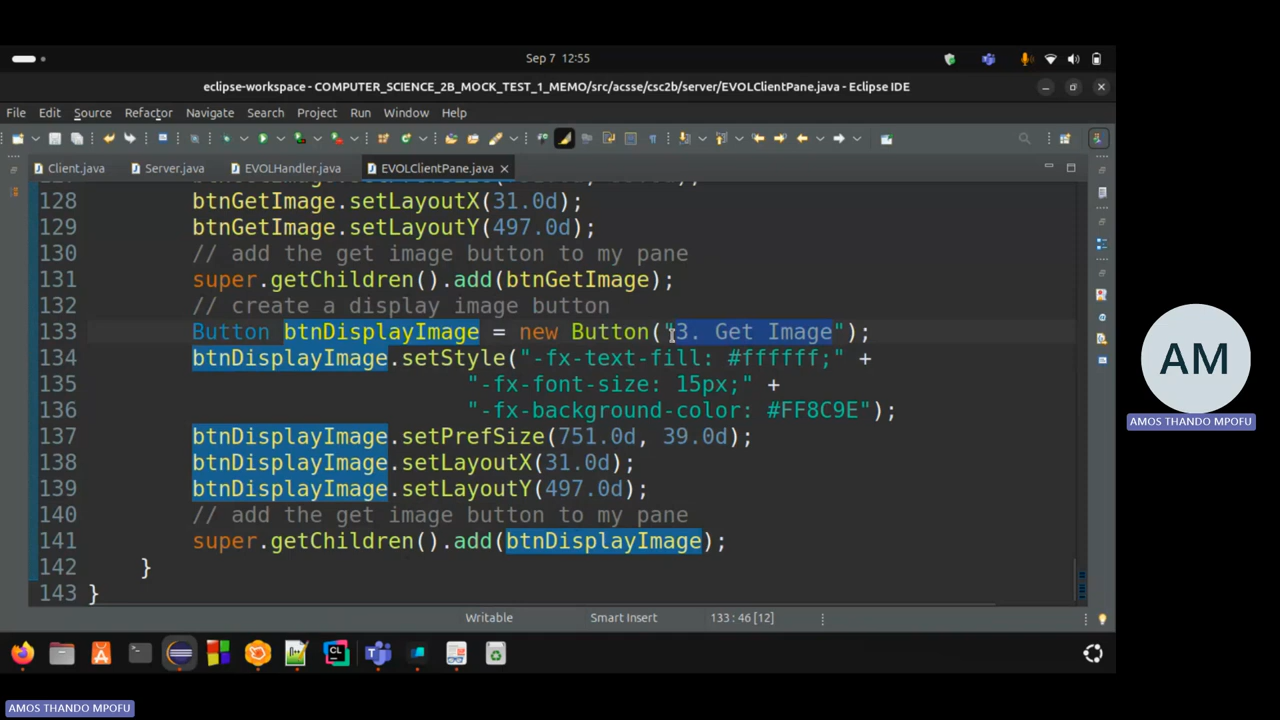 Sep 7 12:55
eclipse-workspace - COMPUTER_SCIENCE_2B_MOCK_TEST_1_MEMO/src/acsse/csc2b/server/EVOLClientPane.java - Eclipse IDE
File Edit Source Refactor Navigate Search Project Run Window Help
Client.java Server.java EVOLHandler.java EVOLClientPane.java
128 btnGetImage.setLayoutX(31.0d);
129 btnGetImage.setLayoutY(497.0d);
130 // add the get image button to my pane
131 super.getChildren().add(btnGetImage);
132 // create a display image button
133 Button btnDisplayImage = new Button("3. Get Image");
134 btnDisplayImage.setStyle("-fx-text-fill: #ffffff;" +
135 "-fx-font-size: 15px;" +
136 "-fx-background-color: #FF8C9E");
137 btnDisplayImage.setPrefSize(751.0d, 39.0d);
138 btnDisplayImage.setLayoutX(31.0d);
139 btnDisplayImage.setLayoutY(497.0d);
140 // add the get image button to my pane
141 super.getChildren().add(btnDisplayImage);
142 }
143 }
Writable Smart Insert 133 : 46 [12]
CL
AM
AMOS THANDO MPOFU
AMOS THANDO MPOFU